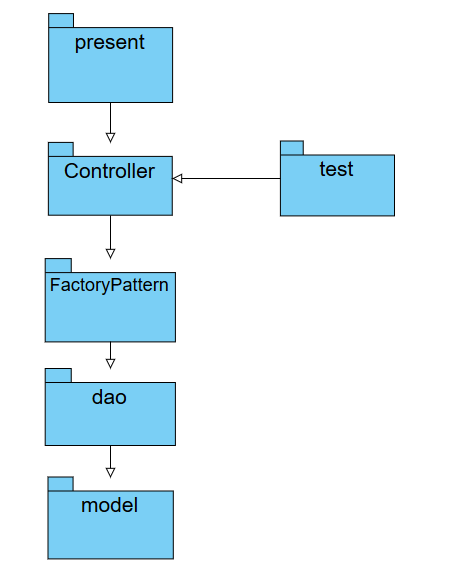 present
Controller
test
FactoryPattern
dao
model